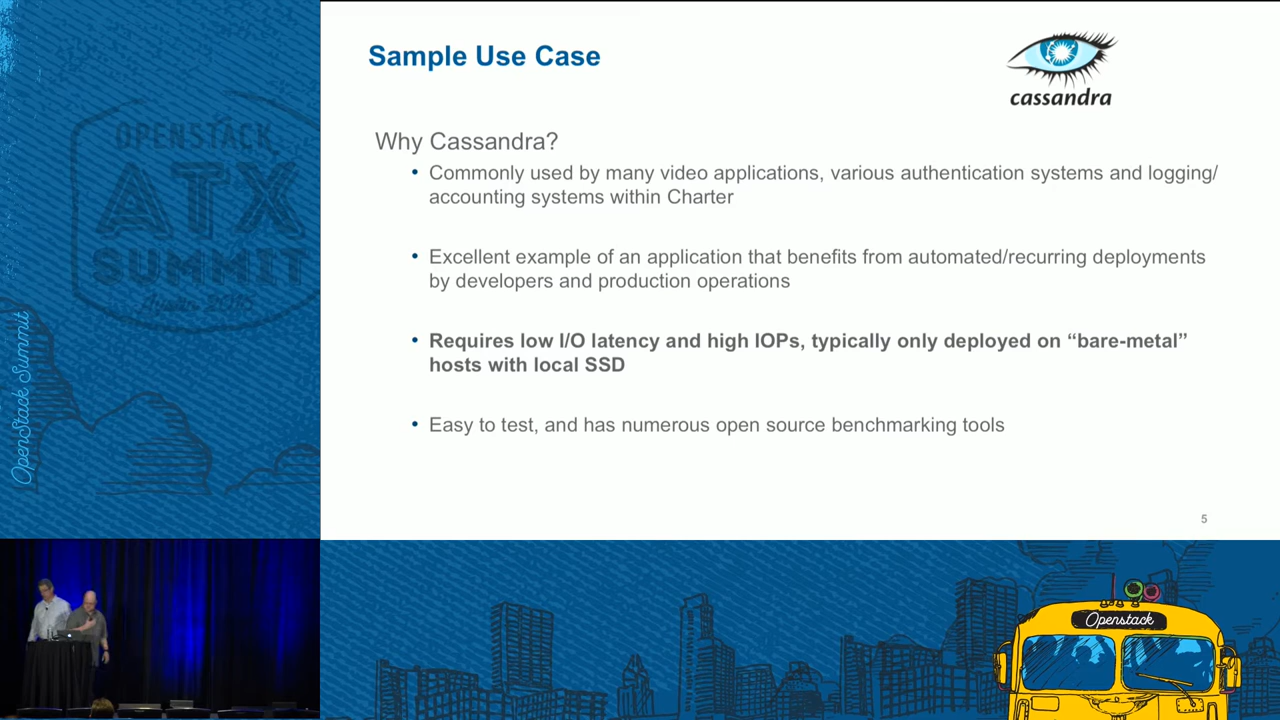 Sample Use Case
cassandra
Why Cassandra?
• Commonly used by many video applications, various authentication systems and logging/
accounting systems within Charter
• Excellent example of an application that benefits from automated/recurring deployments
by developers and production operations
• Requires low I/O latency and high IOPs, typically only deployed on “bare-metal”
hosts with local SSD
• Easy to test, and has numerous open source benchmarking tools
5
OPENSTACK
ATX
SUMMIT
Austin 2016
OpenStack Summit
Openstack